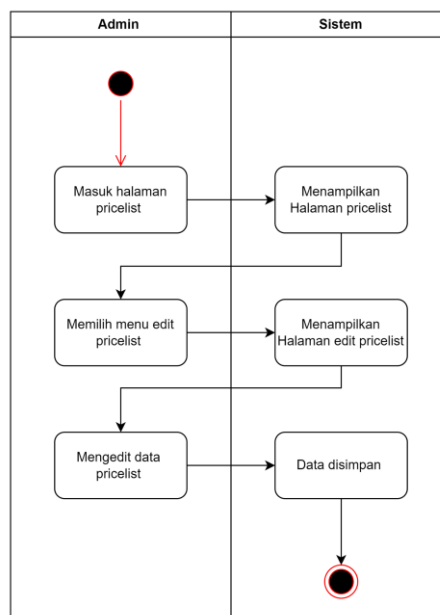 Admin
Sistem
Masuk halaman
pricelist
Menampilkan
Halaman pricelist
Memilih menu edit
pricelist
Menampilkan
Halaman edit pricelist
Mengedit data
pricelist
Data disimpan